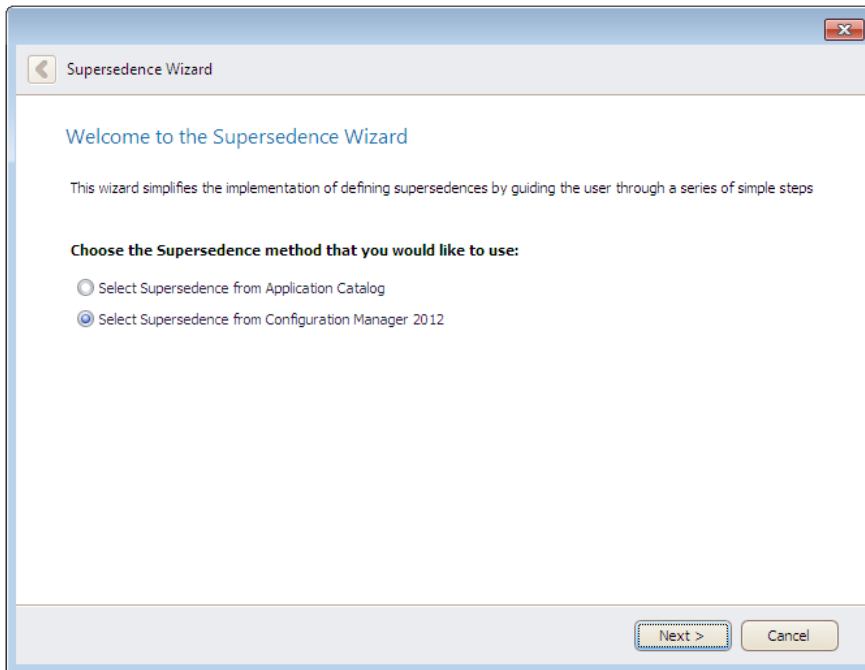 Supersedence Wizard
Welcome to the Supersedence Wizard
This wizard simplifies the implementation of defining supersedences by guiding the user through a series of simple steps
Choose the Supersedence method that you would like to use:
Select Supersedence from Application Catalog
Select Supersedence from Configuration Manager 2012
Next > Cancel